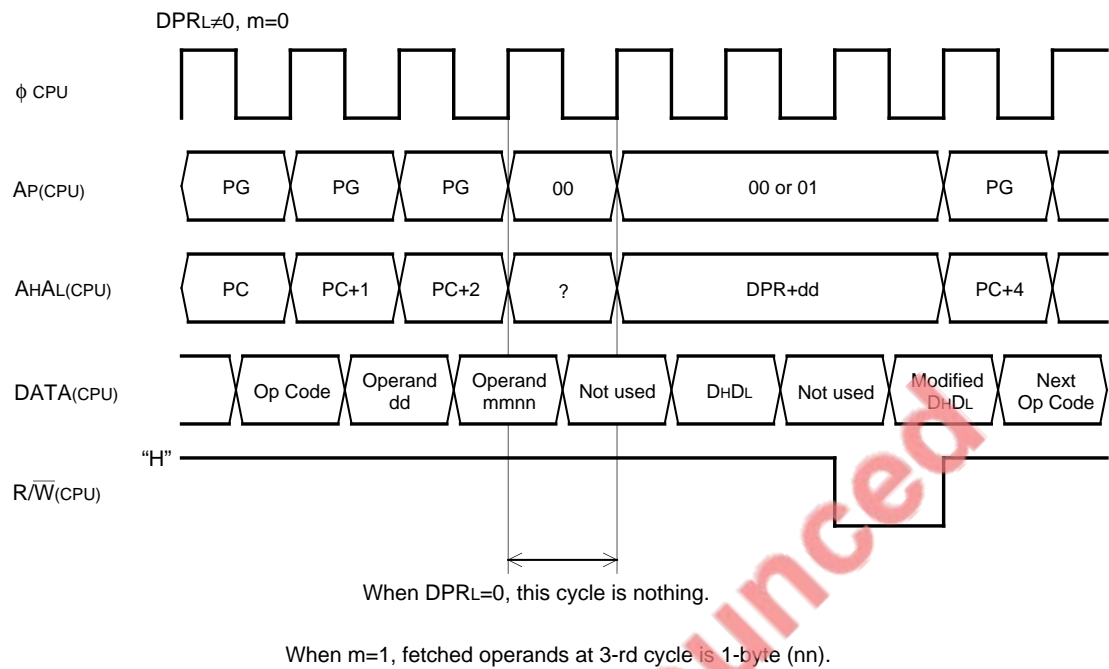 DPRL≠0, m=0
ϕ CPU
AP(CPU) PG PG PG 00 00 or 01 PG
AHAL(CPU) PC PC+1 PC+2 ? DPR+dd PC+4
DATA(CPU) Op Code Operand dd Operand mmnn Not used DHDL Not used Modified DHDL Next Op Code
“H”
R/W̅(CPU)
When DPRL=0, this cycle is nothing.
When m=1, fetched operands at 3-rd cycle is 1-byte (nn).